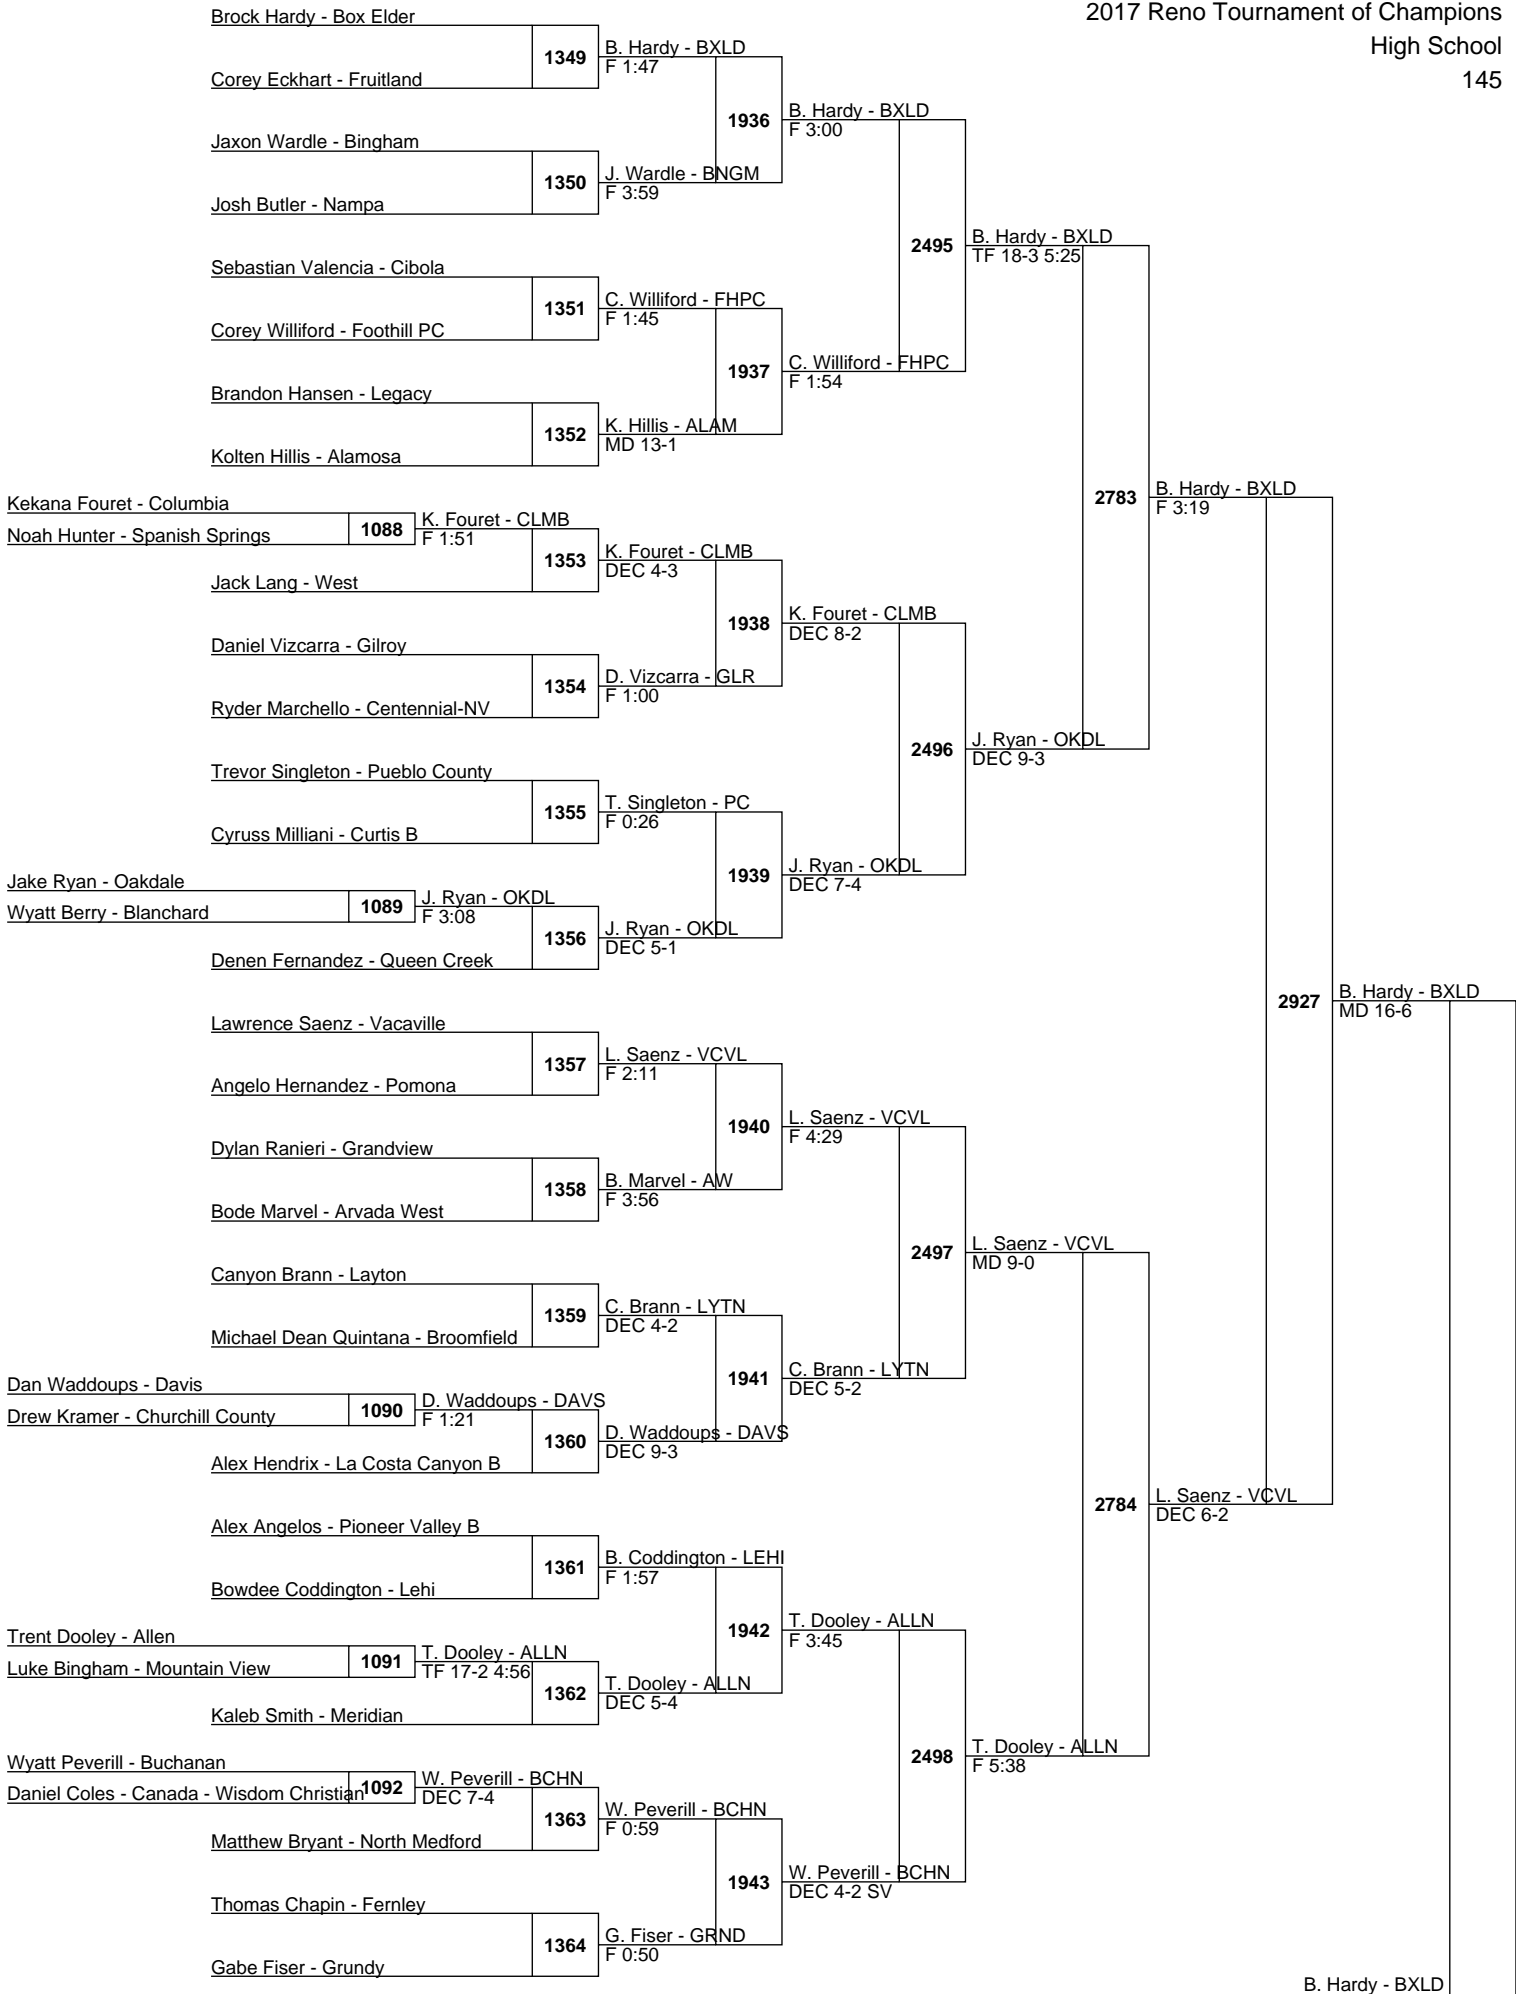 2017 Reno Tournament of Champions
High School
145
Brock Hardy - Box Elder
1349
B. Hardy - BXLD
F 1:47
Corey Eckhart - Fruitland
1936
B. Hardy - BXLD
F 3:00
Jaxon Wardle - Bingham
1350
J. Wardle - BNGM
F 3:59
Josh Butler - Nampa
2495
B. Hardy - BXLD
TF 18-3 5:25
Sebastian Valencia - Cibola
1351
C. Williford - FHPC
F 1:45
Corey Williford - Foothill PC
1937
C. Williford - FHPC
F 1:54
Brandon Hansen - Legacy
1352
K. Hillis - ALAM
MD 13-1
Kolten Hillis - Alamosa
2783
B. Hardy - BXLD
F 3:19
Kekana Fouret - Columbia
Noah Hunter - Spanish Springs
1088
K. Fouret - CLMB
F 1:51
1353
K. Fouret - CLMB
DEC 4-3
Jack Lang - West
1938
K. Fouret - CLMB
DEC 8-2
Daniel Vizcarra - Gilroy
1354
D. Vizcarra - GLR
F 1:00
Ryder Marchello - Centennial-NV
2496
J. Ryan - OKDL
DEC 9-3
Trevor Singleton - Pueblo County
1355
T. Singleton - PC
F 0:26
Cyruss Milliani - Curtis B
1939
J. Ryan - OKDL
DEC 7-4
Jake Ryan - Oakdale
Wyatt Berry - Blanchard
1089
J. Ryan - OKDL
F 3:08
1356
J. Ryan - OKDL
DEC 5-1
Denen Fernandez - Queen Creek
2927
B. Hardy - BXLD
MD 16-6
Lawrence Saenz - Vacaville
1357
L. Saenz - VCVL
F 2:11
Angelo Hernandez - Pomona
1940
L. Saenz - VCVL
F 4:29
Dylan Ranieri - Grandview
1358
B. Marvel - AW
F 3:56
Bode Marvel - Arvada West
2497
L. Saenz - VCVL
MD 9-0
Canyon Brann - Layton
1359
C. Brann - LYTN
DEC 4-2
Michael Dean Quintana - Broomfield
1941
C. Brann - LYTN
DEC 5-2
Dan Waddoups - Davis
Drew Kramer - Churchill County
1090
D. Waddoups - DAVS
F 1:21
1360
D. Waddoups - DAVS
DEC 9-3
Alex Hendrix - La Costa Canyon B
2784
L. Saenz - VCVL
DEC 6-2
Alex Angelos - Pioneer Valley B
1361
B. Coddington - LEHI
F 1:57
Bowdee Coddington - Lehi
1942
T. Dooley - ALLN
F 3:45
Trent Dooley - Allen
Luke Bingham - Mountain View
1091
T. Dooley - ALLN
TF 17-2 4:56
1362
T. Dooley - ALLN
DEC 5-4
Kaleb Smith - Meridian
2498
T. Dooley - ALLN
F 5:38
Wyatt Peverill - Buchanan
Daniel Coles - Canada - Wisdom Christian
1092
W. Peverill - BCHN
DEC 7-4
1363
W. Peverill - BCHN
F 0:59
Matthew Bryant - North Medford
1943
W. Peverill - BCHN
DEC 4-2 SV
Thomas Chapin - Fernley
1364
G. Fiser - GRND
F 0:50
Gabe Fiser - Grundy
B. Hardy - BXLD